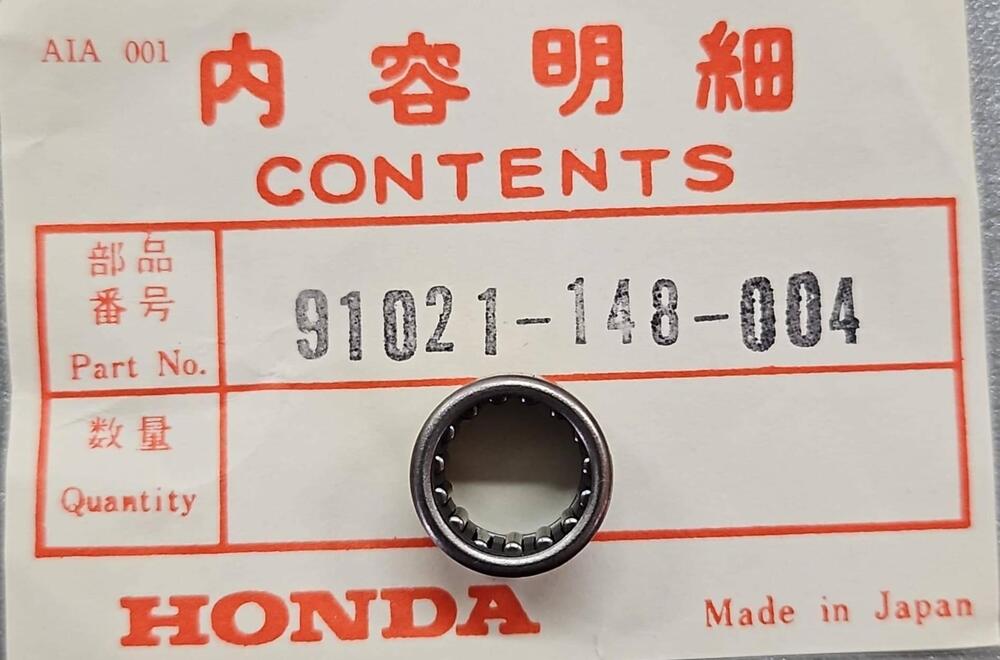 AIA 001
内容明細
CONTENTS
部品
番号
Part No.
91021-148-004
数量
Quantity
HONDA
Made in Japan